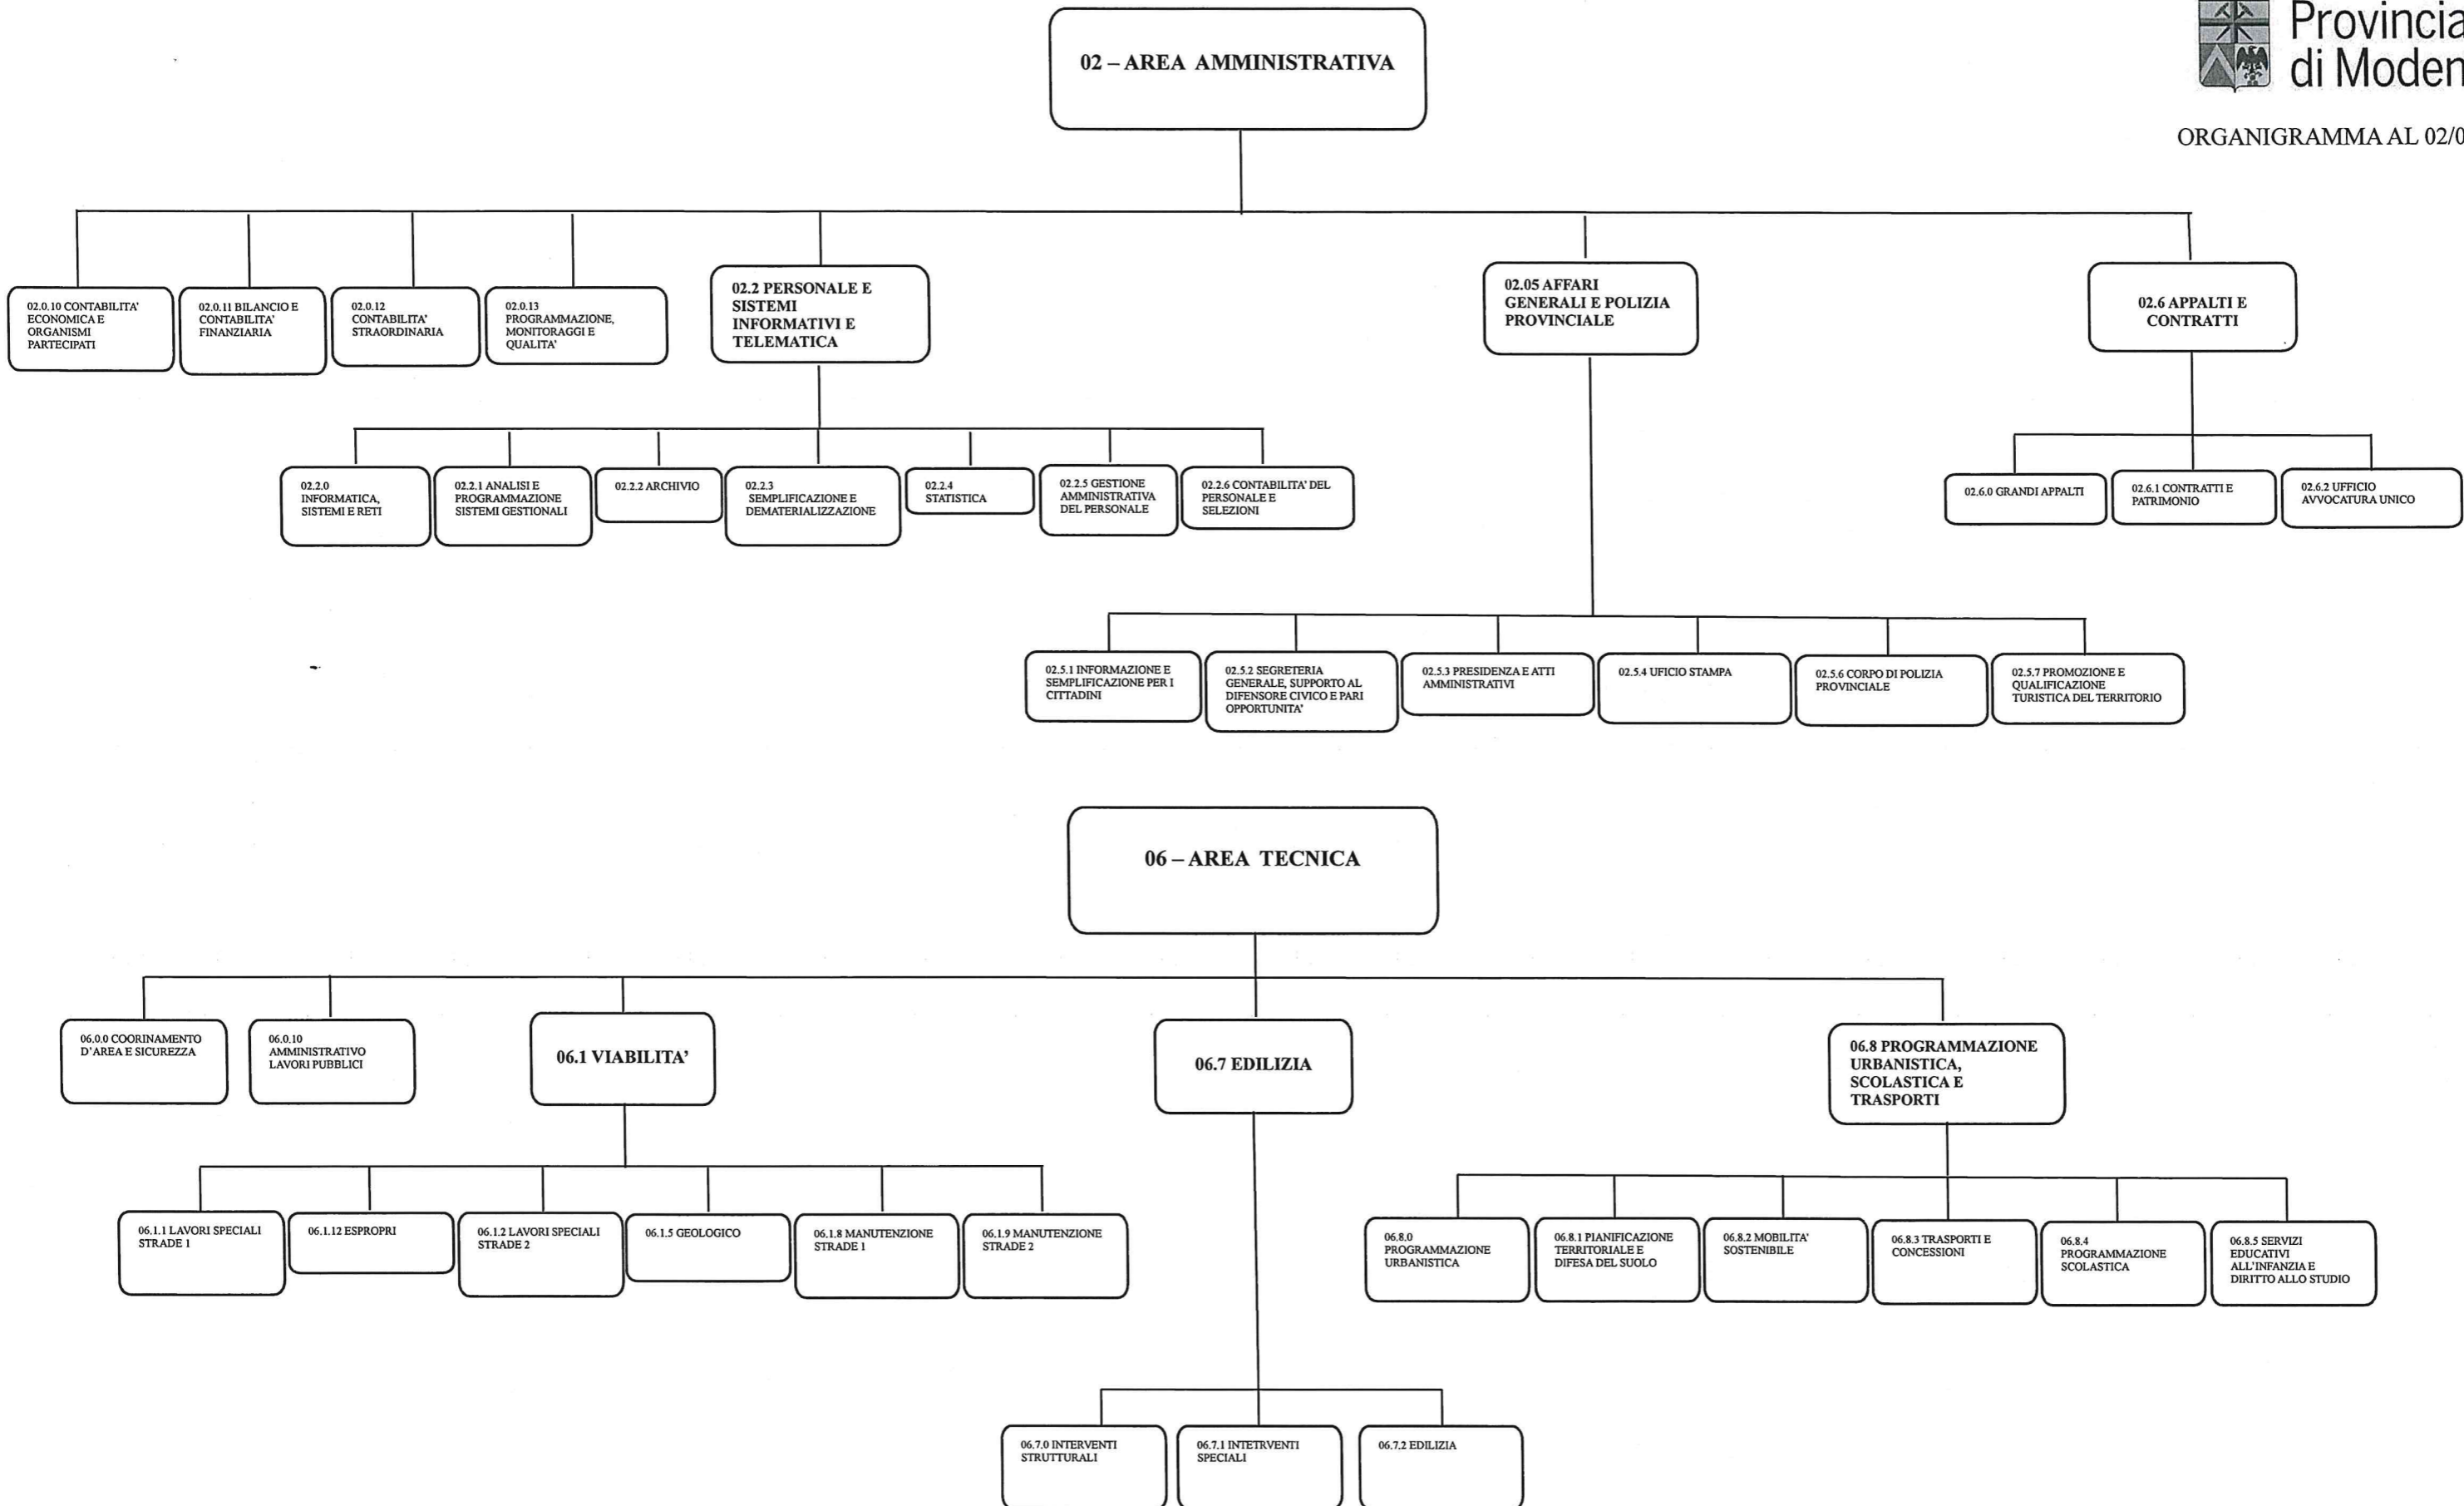 Provincia
di Moden
ORGANIGRAMMA AL 02/0
02 – AREA AMMINISTRATIVA
02.0.10 CONTABILITA'
ECONOMICA E
ORGANISMI
PARTECIPATI
02.0.11 BILANCIO E
CONTABILITA'
FINANZIARIA
02.0.12
CONTABILITA'
STRAORDINARIA
02.0.13
PROGRAMMAZIONE,
MONITORAGGI E
QUALITA'
02.2 PERSONALE E
SISTEMI
INFORMATIVI E
TELEMATICA
02.05 AFFARI
GENERALI E POLIZIA
PROVINCIALE
02.6 APPALTI E
CONTRATTI
02.2.0
INFORMATICA,
SISTEMI E RETI
02.2.1 ANALISI E
PROGRAMMAZIONE
SISTEMI GESTIONALI
02.2.2 ARCHIVIO
02.2.3
SEMPLIFICAZIONE E
DEMATERIALIZZAZIONE
02.2.4
STATISTICA
02.2.5 GESTIONE
AMMINISTRATIVA
DEL PERSONALE
02.2.6 CONTABILITA' DEL
PERSONALE E
SELEZIONI
02.6.0 GRANDI APPALTI
02.6.1 CONTRATTI E
PATRIMONIO
02.6.2 UFFICIO
AVVOCATURA UNICO
02.5.1 INFORMAZIONE E
SEMPLIFICAZIONE PER I
CITTADINI
02.5.2 SEGRETERIA
GENERALE, SUPPORTO AL
DIFENSORE CIVICO E PARI
OPPORTUNITA'
02.5.3 PRESIDENZA E ATTI
AMMINISTRATIVI
02.5.4 UFICIO STAMPA
02.5.6 CORPO DI POLIZIA
PROVINCIALE
02.5.7 PROMOZIONE E
QUALIFICAZIONE
TURISTICA DEL TERRITORIO
06 – AREA TECNICA
06.0.0 COORINAMENTO
D'AREA E SICUREZZA
06.0.10
AMMINISTRATIVO
LAVORI PUBBLICI
06.1 VIABILITA'
06.7 EDILIZIA
06.8 PROGRAMMAZIONE
URBANISTICA,
SCOLASTICA E
TRASPORTI
06.1.1 LAVORI SPECIALI
STRADE 1
06.1.12 ESPROPRI
06.1.2 LAVORI SPECIALI
STRADE 2
06.1.5 GEOLOGICO
06.1.8 MANUTENZIONE
STRADE 1
06.1.9 MANUTENZIONE
STRADE 2
06.8.0
PROGRAMMAZIONE
URBANISTICA
06.8.1 PIANIFICAZIONE
TERRITORIALE E
DIFESA DEL SUOLO
06.8.2 MOBILITA'
SOSTENIBILE
06.8.3 TRASPORTI E
CONCESSIONI
06.8.4
PROGRAMMAZIONE
SCOLASTICA
06.8.5 SERVIZI
EDUCATIVI
ALL'INFANZIA E
DIRITTO ALLO STUDIO
06.7.0 INTERVENTI
STRUTTURALI
06.7.1 INTETRVENTI
SPECIALI
06.7.2 EDILIZIA